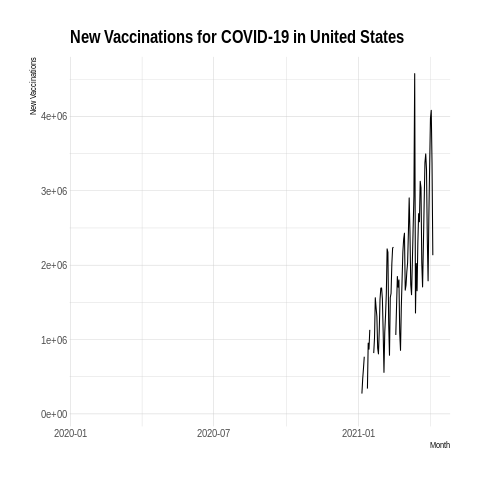 New Vaccinations for COVID-19 in United States
New Vaccinations
4e+06
3e+06
2e+06
1e+06
0e+00
2020-01
2020-07
2021-01
Month